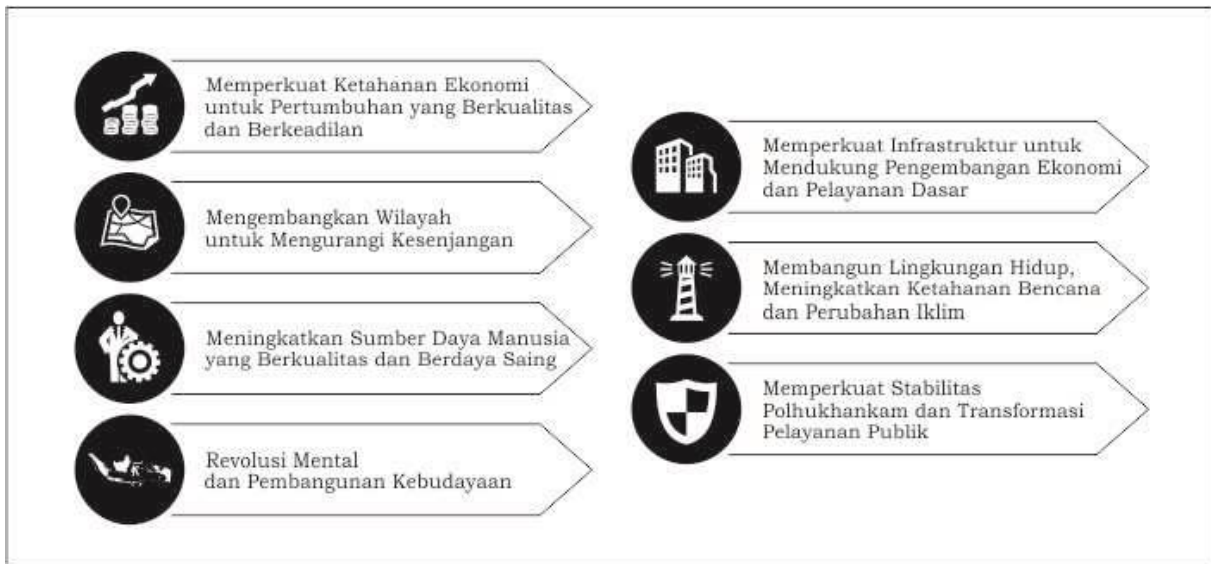 Memperkuat Ketahanan Ekonomi
untuk Pertumbuhan yang Berkualitas
dan Berkeadilan
Mengembangkan Wilayah
untuk Mengurangi Kesenjangan
Meningkatkan Sumber Daya Manusia
yang Berkualitas dan Berdaya Saing
Revolusi Mental
dan Pembangunan Kebudayaan
Memperkuat Infrastruktur untuk
Mendukung Pengembangan Ekonomi
dan Pelayanan Dasar
Membangun Lingkungan Hidup,
Meningkatkan Ketahanan Bencana
dan Perubahan Iklim
Memperkuat Stabilitas
Polhukhankam dan Transformasi
Pelayanan Publik